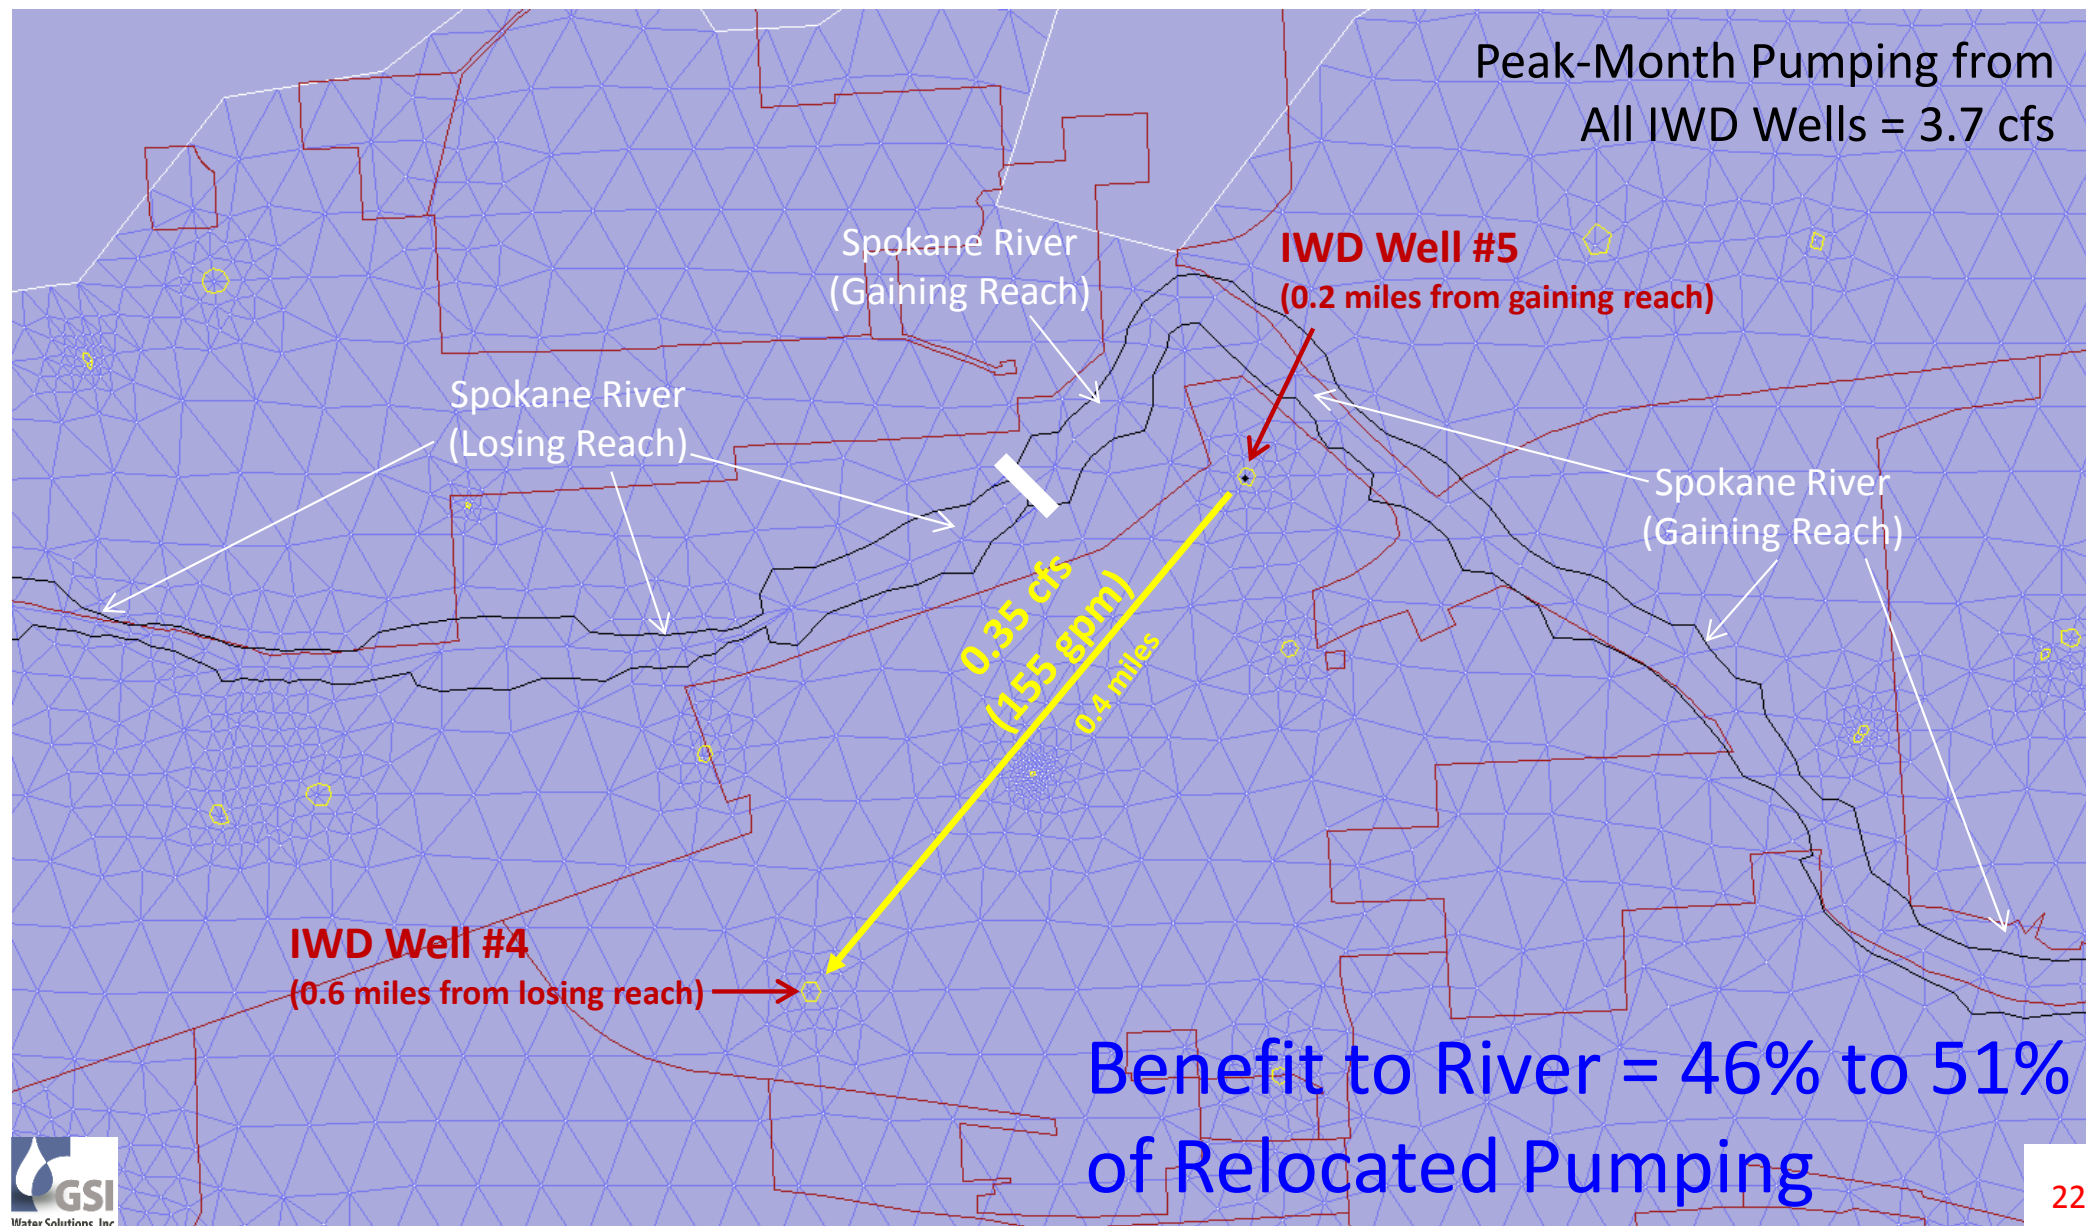 Peak-Month Pumping from
All IWD Wells = 3.7 cfs
Spokane River
(Gaining Reach)
IWD Well #5
(0.2 miles from gaining reach)
Spokane River
(Losing Reach)
Spokane River
(Gaining Reach)
0.35 cfs
(155 gpm)
0.4 miles
IWD Well #4
(0.6 miles from losing reach)
Benefit to River = 46% to 51%
of Relocated Pumping
GSI
Water Solutions, Inc.
22